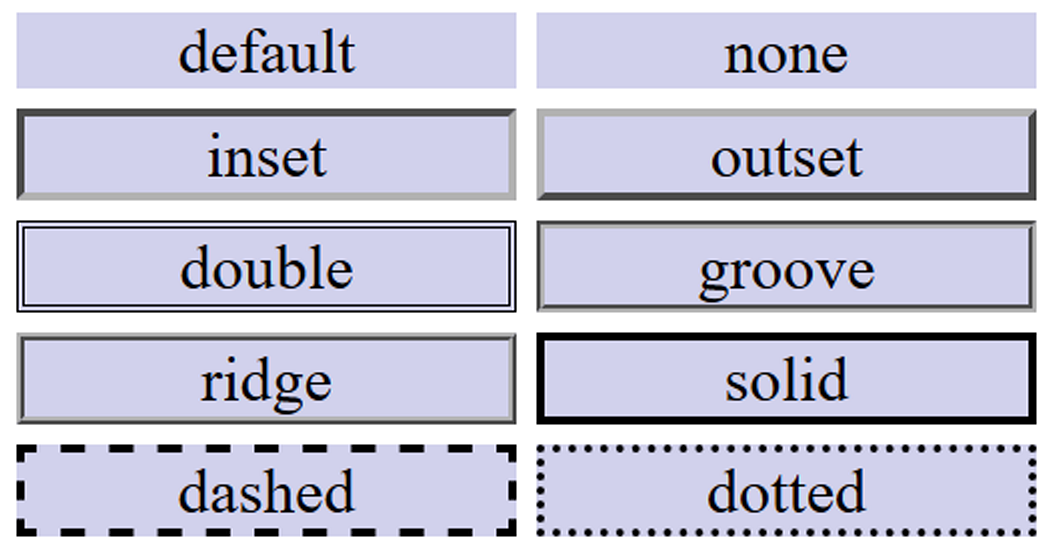 default
none
inset
outset
double
groove
ridge
solid
dashed
dotted